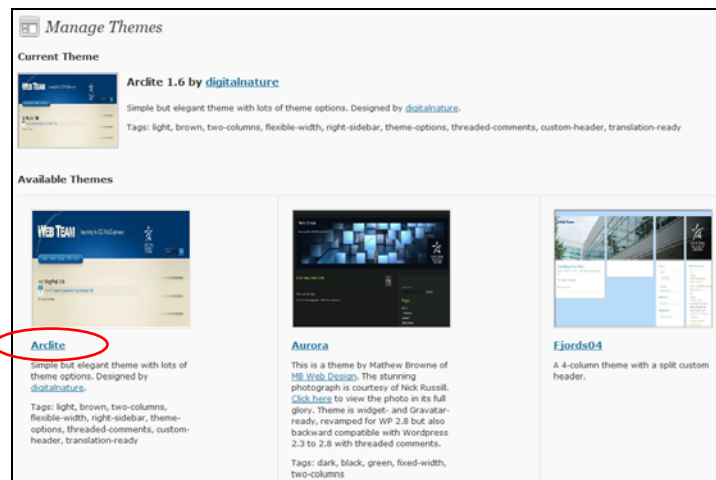 Manage Themes
Current Theme
Arclite 1.6 by digitalnature
Simple but elegant theme with lots of theme options. Designed by digitalnature.
Tags: light, brown, two-columns, flexible-width, right-sidebar, theme-options, threaded-comments, custom-header, translation-ready
Available Themes
WEB TEAM
Arclite
Simple but elegant theme with lots of
theme options. Designed by
digitalnature.
Tags: light, brown, two-columns,
flexible-width, right-sidebar, theme-
options, threaded-comments, custom-
header, translation-ready
Aurora
This is a theme by Mathew Browne of
MB Web Design. The stunning
photograph is courtesy of Nick Russill.
Click here to view the photo in its full
glory. Theme is widget- and Gravatar-
ready, revamped for WP 2.8 but also
backward compatible with Wordpress
2.3 to 2.8 with threaded comments.
Tags: dark, black, green, fixed-width,
two-columns
Fjords04
A 4-column theme with a split custom
header.